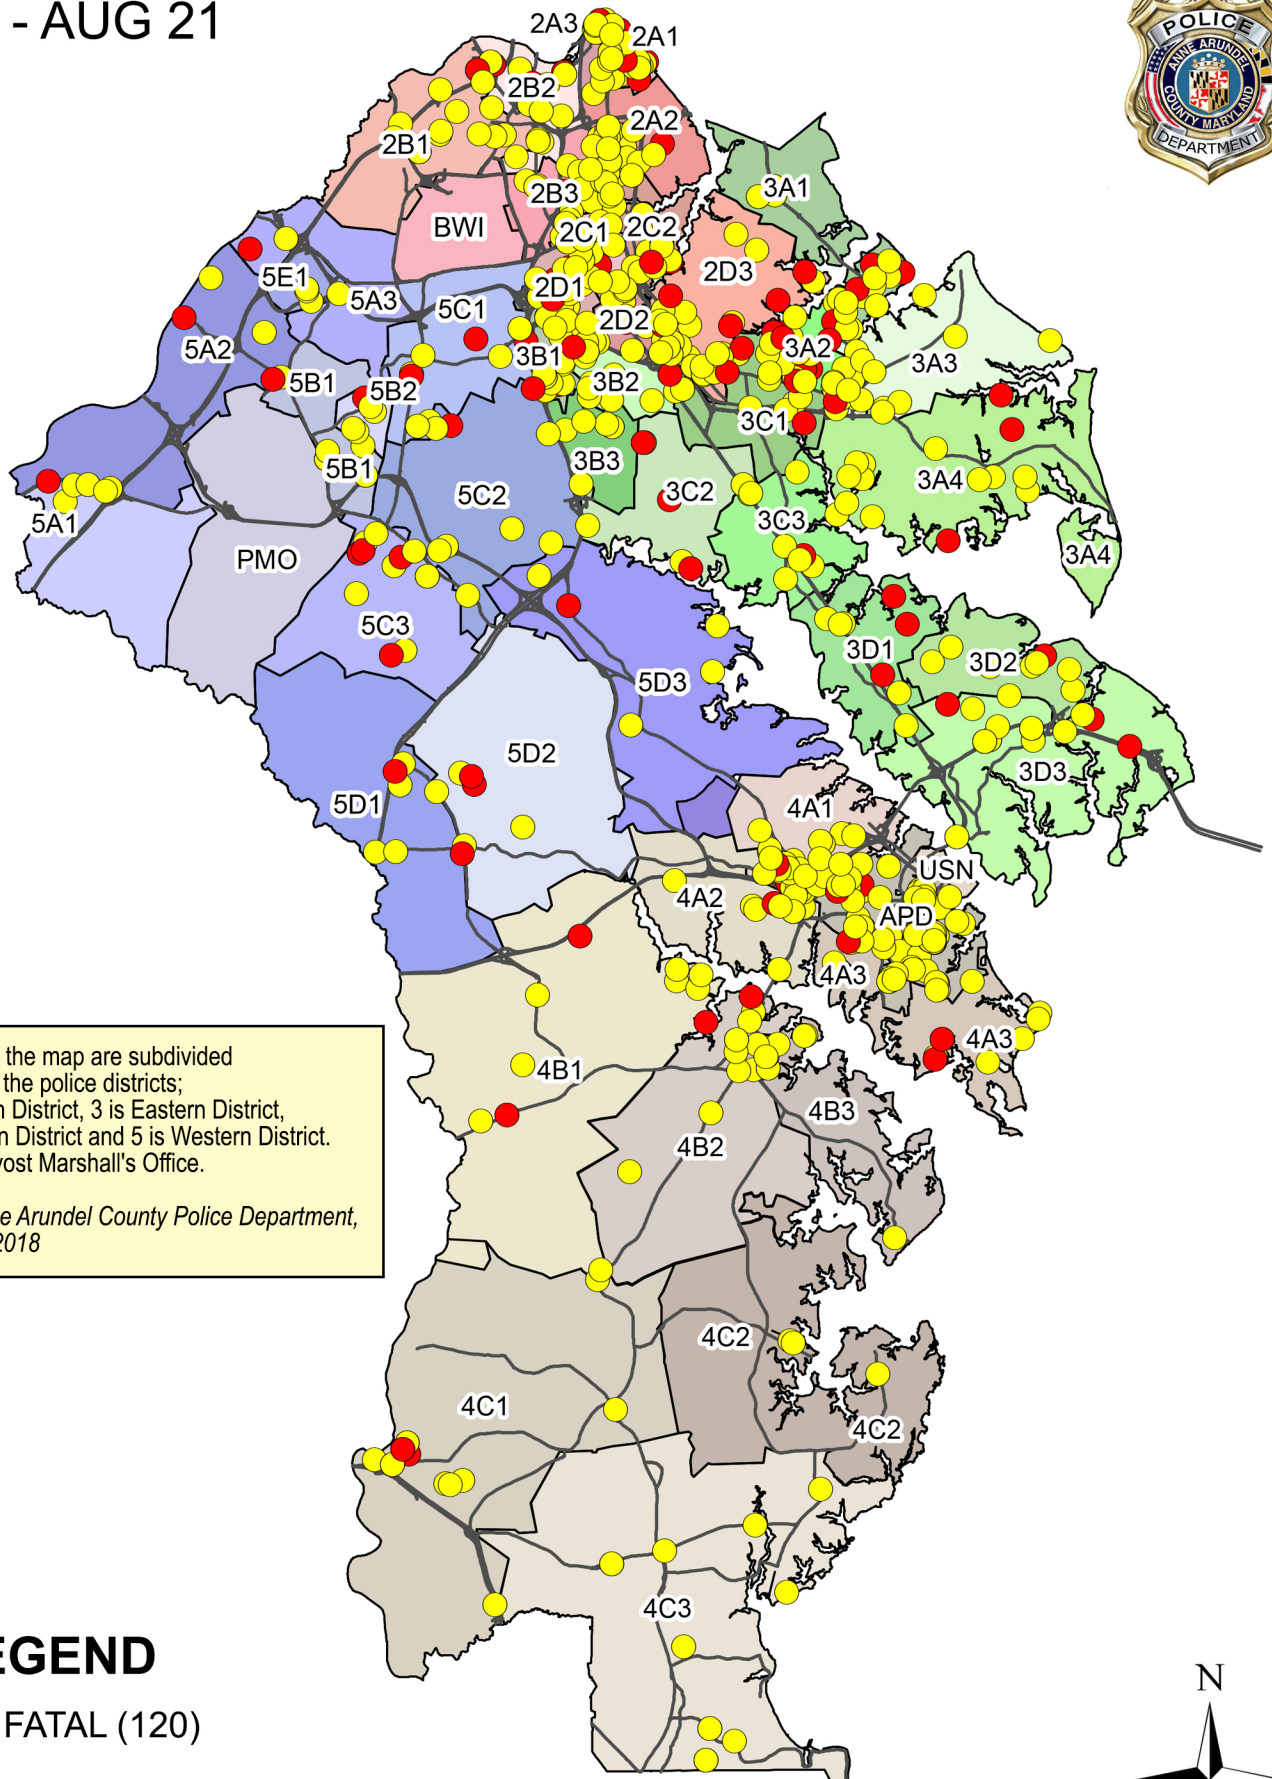 - AUG 21
POLICE
ANNE ARUNDEL
COUNTY MARYLAND
DEPARTMENT
2A3
2A1
2B2
2A2
2B1
3A1
2B3
BWI
2C1
2C2
2D3
5E1
5A3
2D1
5C1
2D2
5A2
3B1
3A2
3A3
5B1
5B2
3B2
3C1
3B3
5B1
3A4
5C2
3C2
5A1
3C3
PMO
3A4
5C3
3D1
3D2
5D3
5D2
3D3
5D1
4A1
USN
4A2
APD
4A3
4A3
4B1
4B3
4B2
the map are subdivided
the police districts;
n District, 3 is Eastern District,
n District and 5 is Western District.
vost Marshall's Office.
e Arundel County Police Department,
2018
4C2
4C1
4C2
4C3
EGEND
FATAL (120)
N